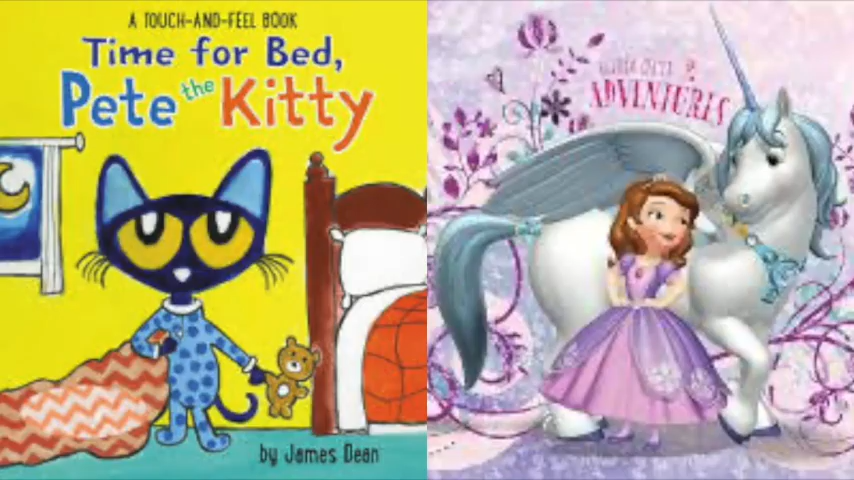 A TOUCH-AND-FEEL BOOK
Time for Bed,
Pete the Kitty
by James Dean
ADVENTURES